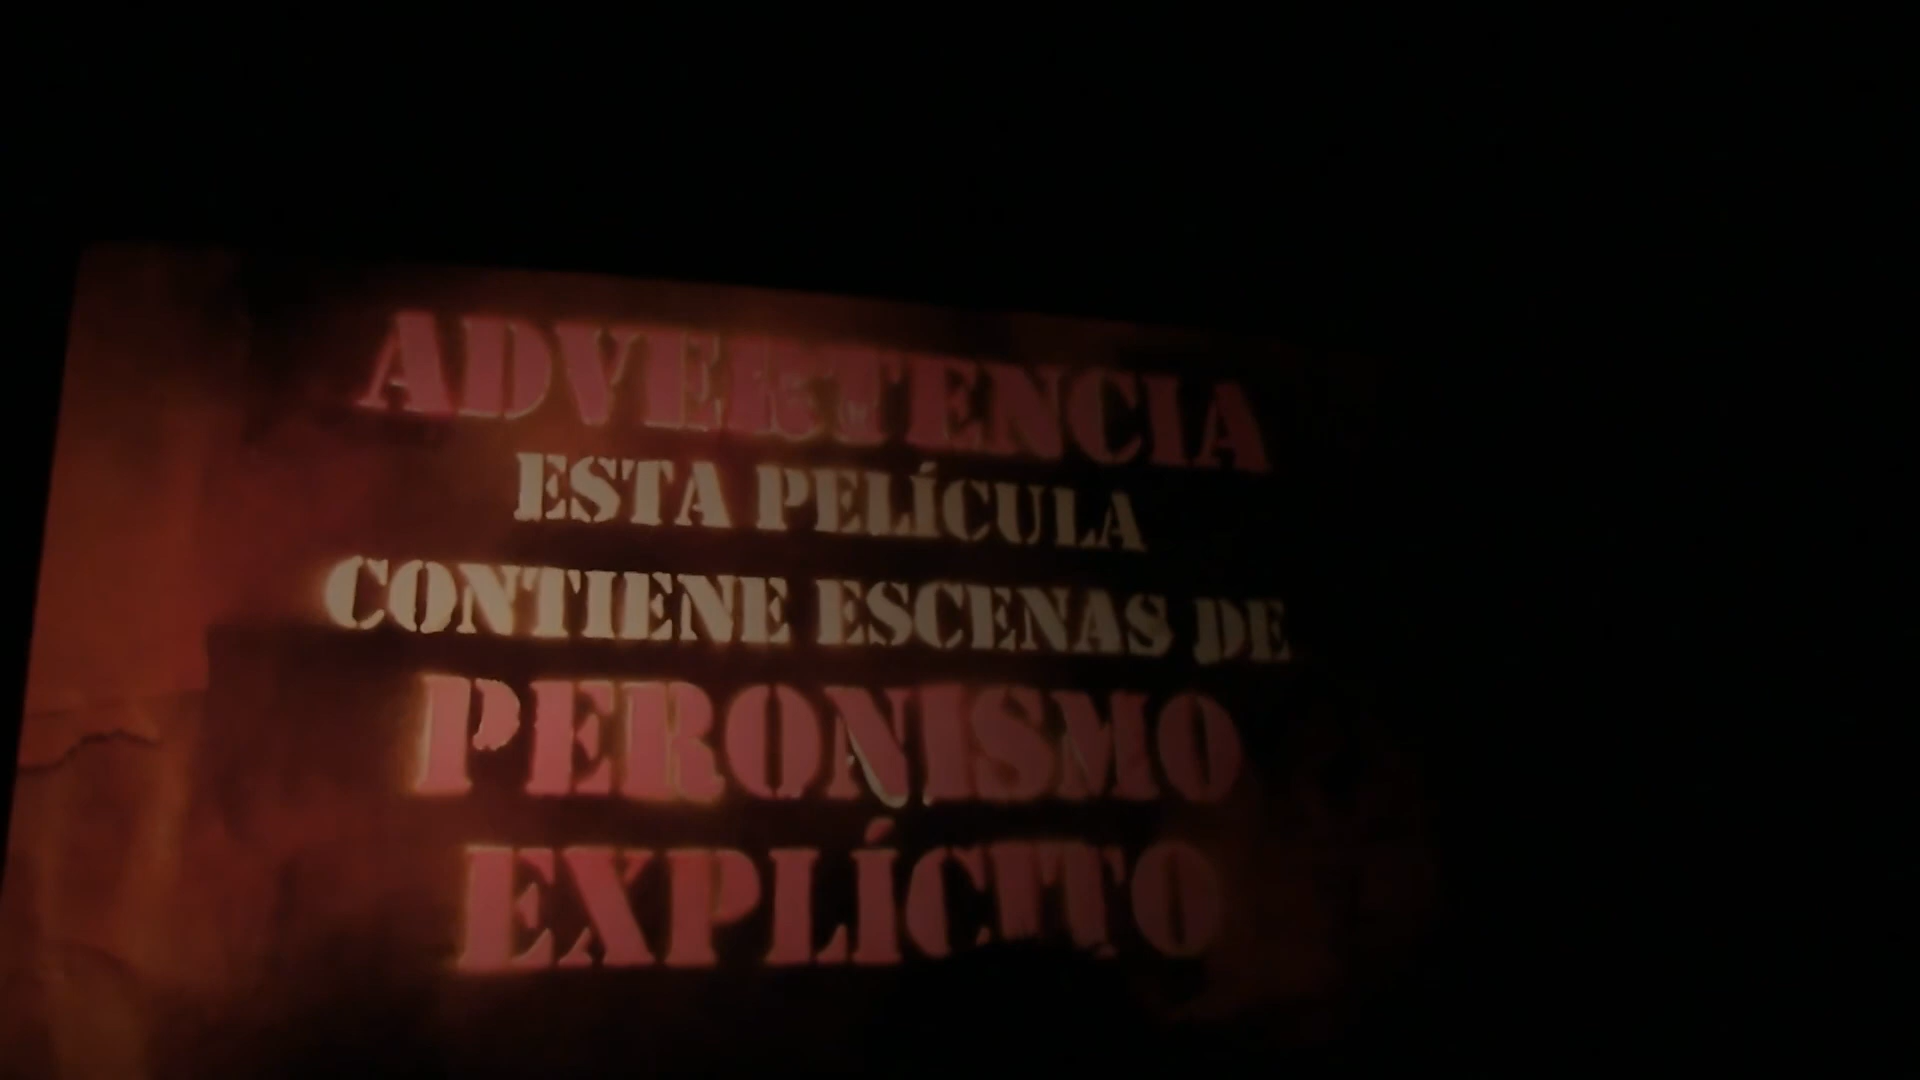 ADVERTENCIA
ESTA PELÍCULA
CONTIENE ESCENAS DE
PERONISMO
EXPLÍCITO